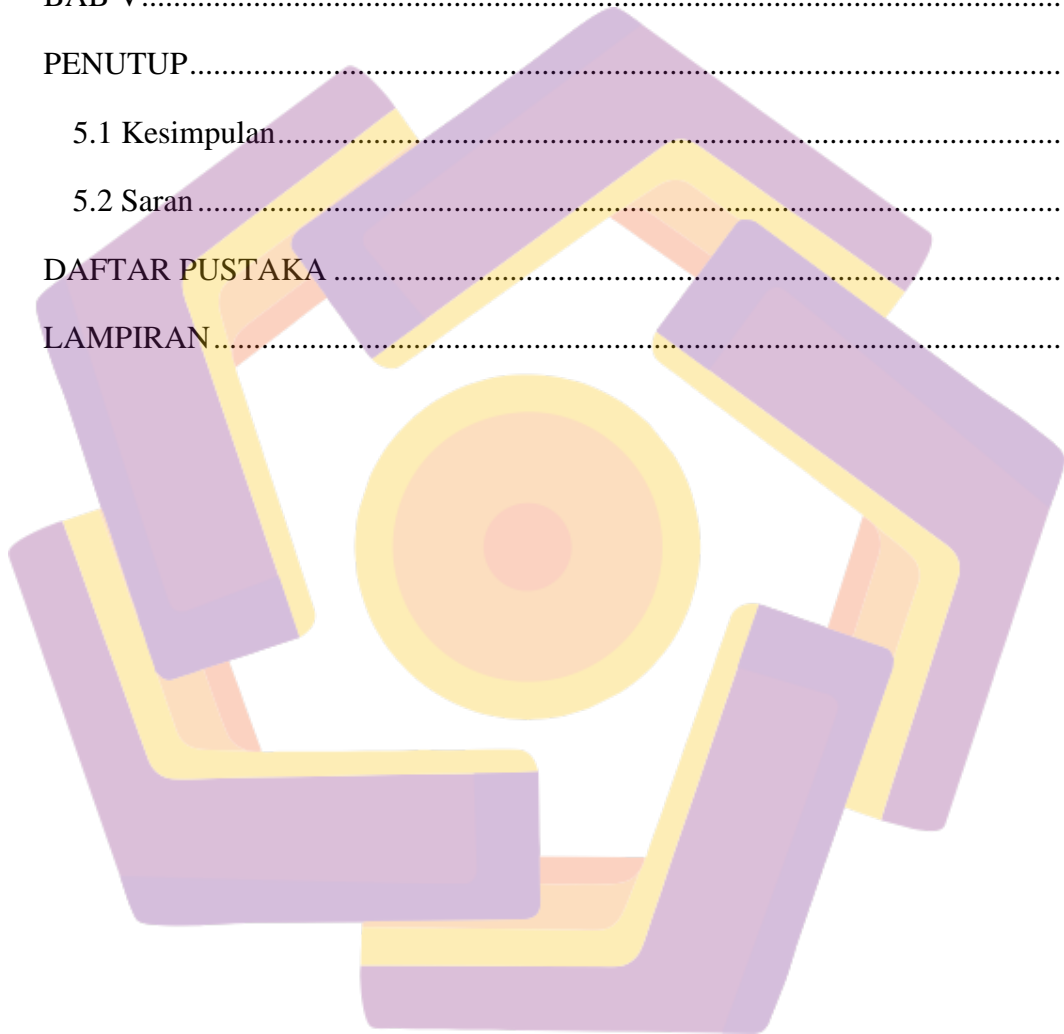 BAB V....................................................................................................................
PENUTUP.............................................................................................................
5.1 Kesimpulan..................................................................................................
5.2 Saran............................................................................................................
DAFTAR PUSTAKA ...........................................................................................
LAMPIRAN..........................................................................................................